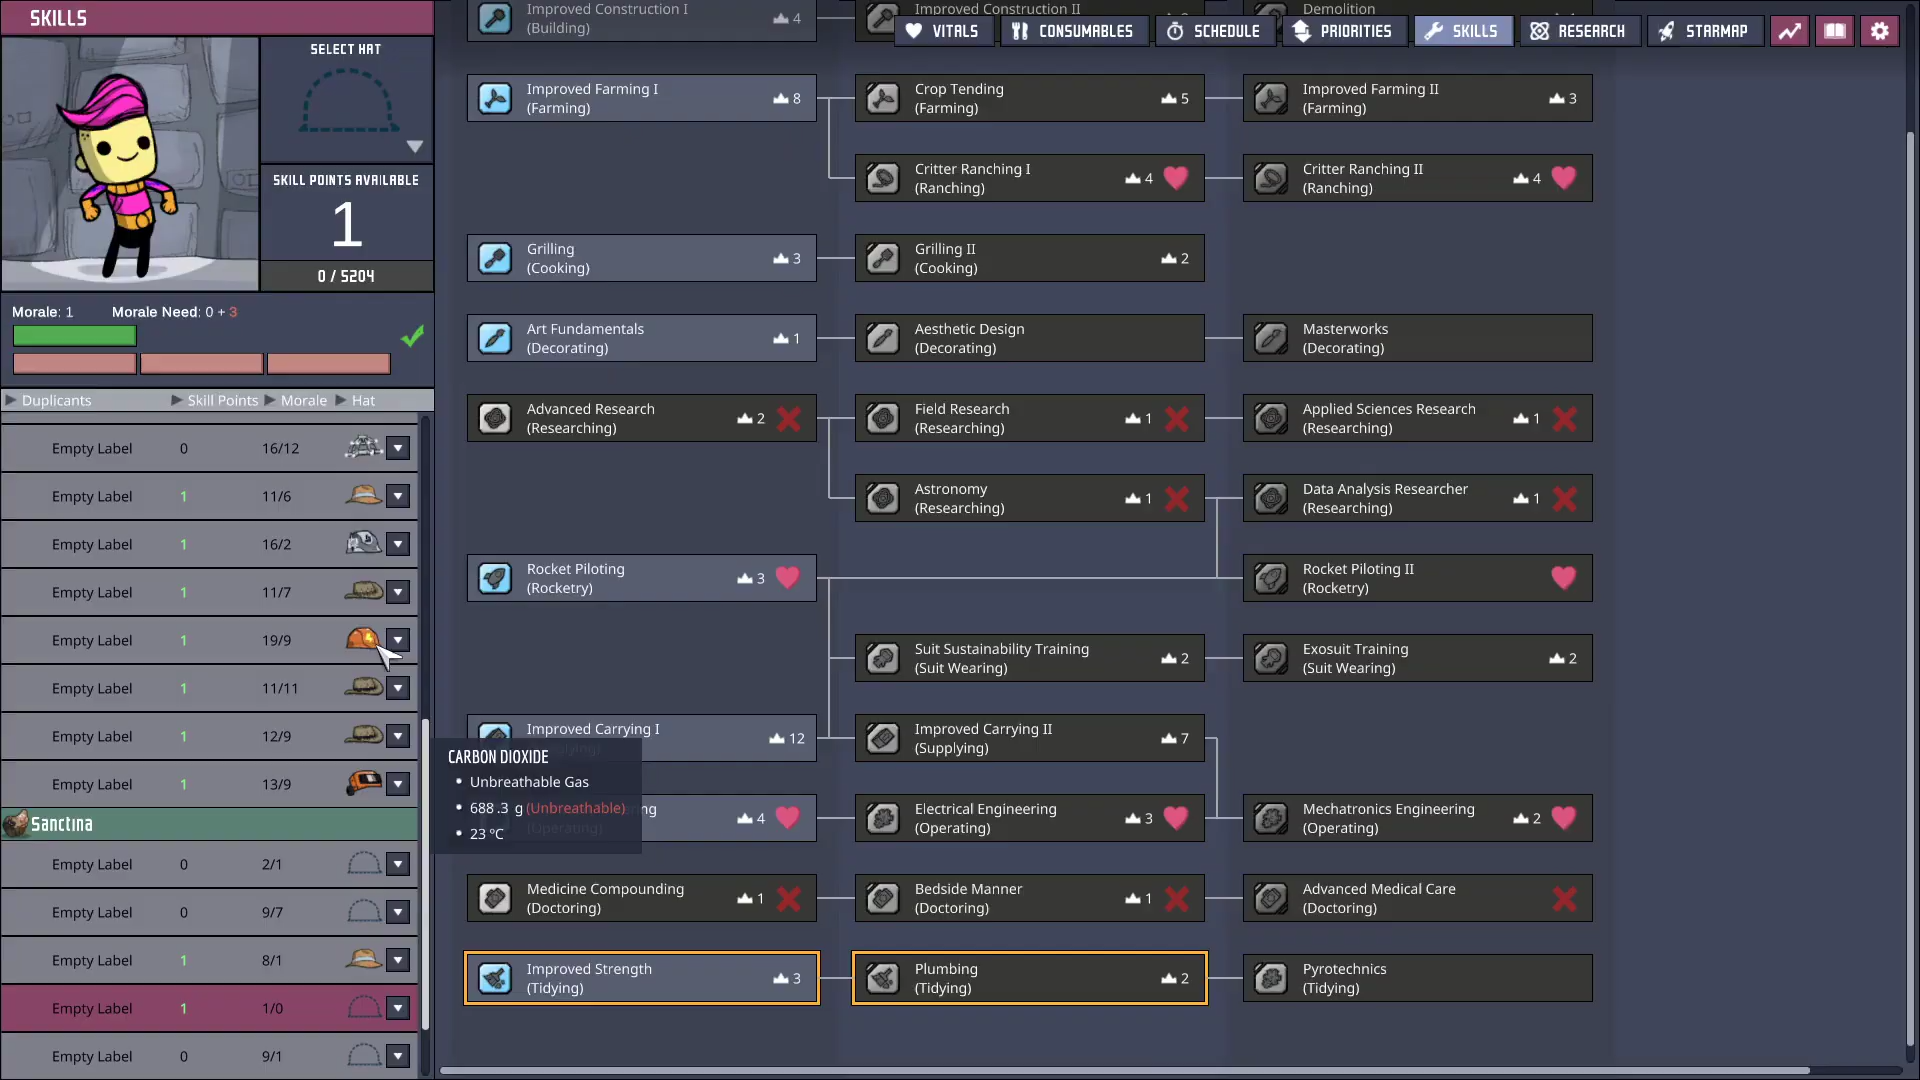 SKILLS
VITALS
CONSUMABLES
SCHEDULE
PRIORITIES
SKILLS
RESEARCH
STARMAP
SELECT HAT
SKILL POINTS AVAILABLE
1
0 / 5204
Morale: 1
Morale Need: 0 + 3
Duplicants
Skill Points
Morale
Hat
Empty Label 0 16/12
Empty Label 1 11/6
Empty Label 1 16/2
Empty Label 1 11/7
Empty Label 1 19/9
Empty Label 1 11/11
Empty Label 1 12/9
Empty Label 1 13/9
Sanctina
Empty Label 0 2/1
Empty Label 0 9/7
Empty Label 1 8/1
Empty Label 1 1/0
Empty Label 0 9/1
Improved Construction I 4
(Building)
Improved Construction II
Demolition
Improved Farming I 8
(Farming)
Crop Tending 5
(Farming)
Improved Farming II 3
(Farming)
Critter Ranching I 4
(Ranching)
Critter Ranching II 4
(Ranching)
Grilling 3
(Cooking)
Grilling II 2
(Cooking)
Art Fundamentals 1
(Decorating)
Aesthetic Design
(Decorating)
Masterworks
(Decorating)
Advanced Research 2
(Researching)
Field Research 1
(Researching)
Applied Sciences Research 1
(Researching)
Astronomy 1
(Researching)
Data Analysis Researcher 1
(Researching)
Rocket Piloting 3
(Rocketry)
Rocket Piloting II
(Rocketry)
Suit Sustainability Training 2
(Suit Wearing)
Exosuit Training 2
(Suit Wearing)
Improved Carrying I 12
Improved Carrying II 7
(Supplying)
CARBON DIOXIDE
• Unbreathable Gas
• 688.3 g (Unbreathable)
• 23 ºC
ng 4
(Operating)
Electrical Engineering 3
(Operating)
Mechatronics Engineering 2
(Operating)
Medicine Compounding 1
(Doctoring)
Bedside Manner 1
(Doctoring)
Advanced Medical Care
(Doctoring)
Improved Strength 3
(Tidying)
Plumbing 2
(Tidying)
Pyrotechnics
(Tidying)